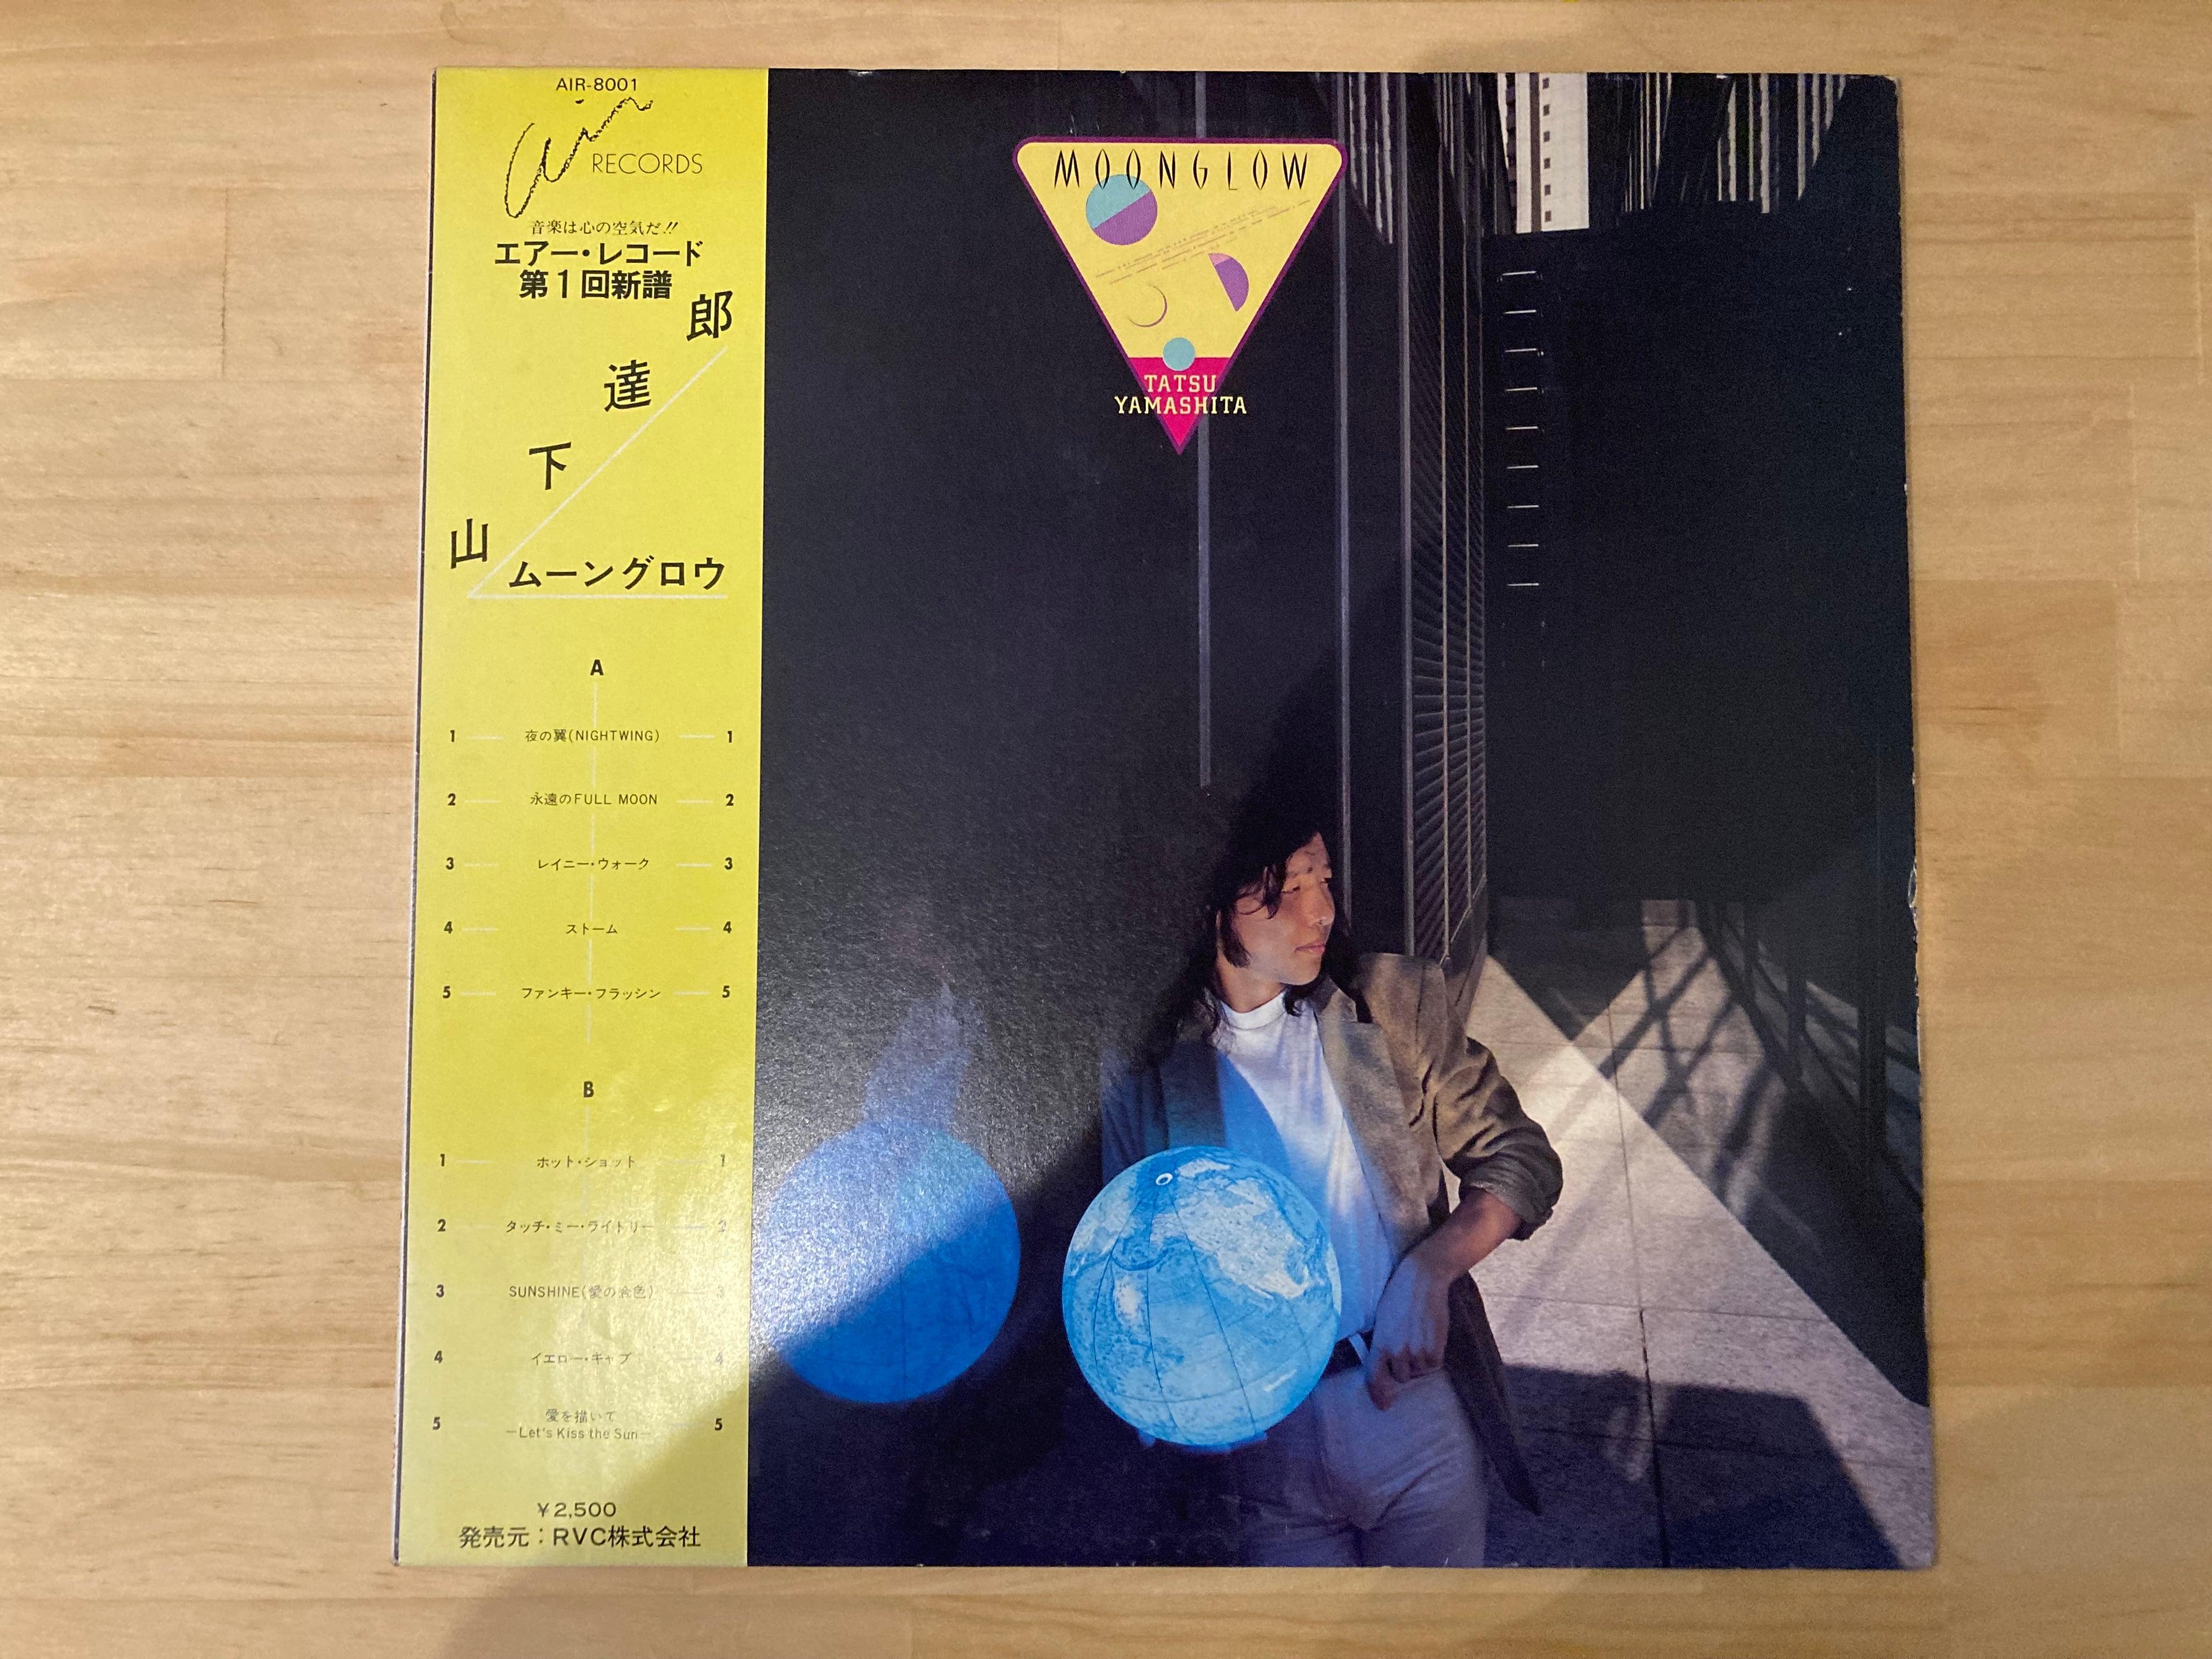 AIR-8001
air RECORDS
音楽は心の空気だ!!
エアー・レコード
第1回新譜
山下達郎
ムーングロウ
A
1 夜の翼(NIGHTWING) 1
2 永遠のFULL MOON 2
3 レイニー・ウォーク 3
4 ストーム 4
5 ファンキー・フラッシン 5
B
1 ホット・ショット 1
2 タッチ・ミー・ライトリー 2
3 SUNSHINE(愛の金色) 3
4 イエロー・キャブ 4
5 愛を描いて 5
−Let's Kiss the Sun−
¥2,500
発売元：RVC株式会社
MOONGLOW
TATSU
YAMASHITA